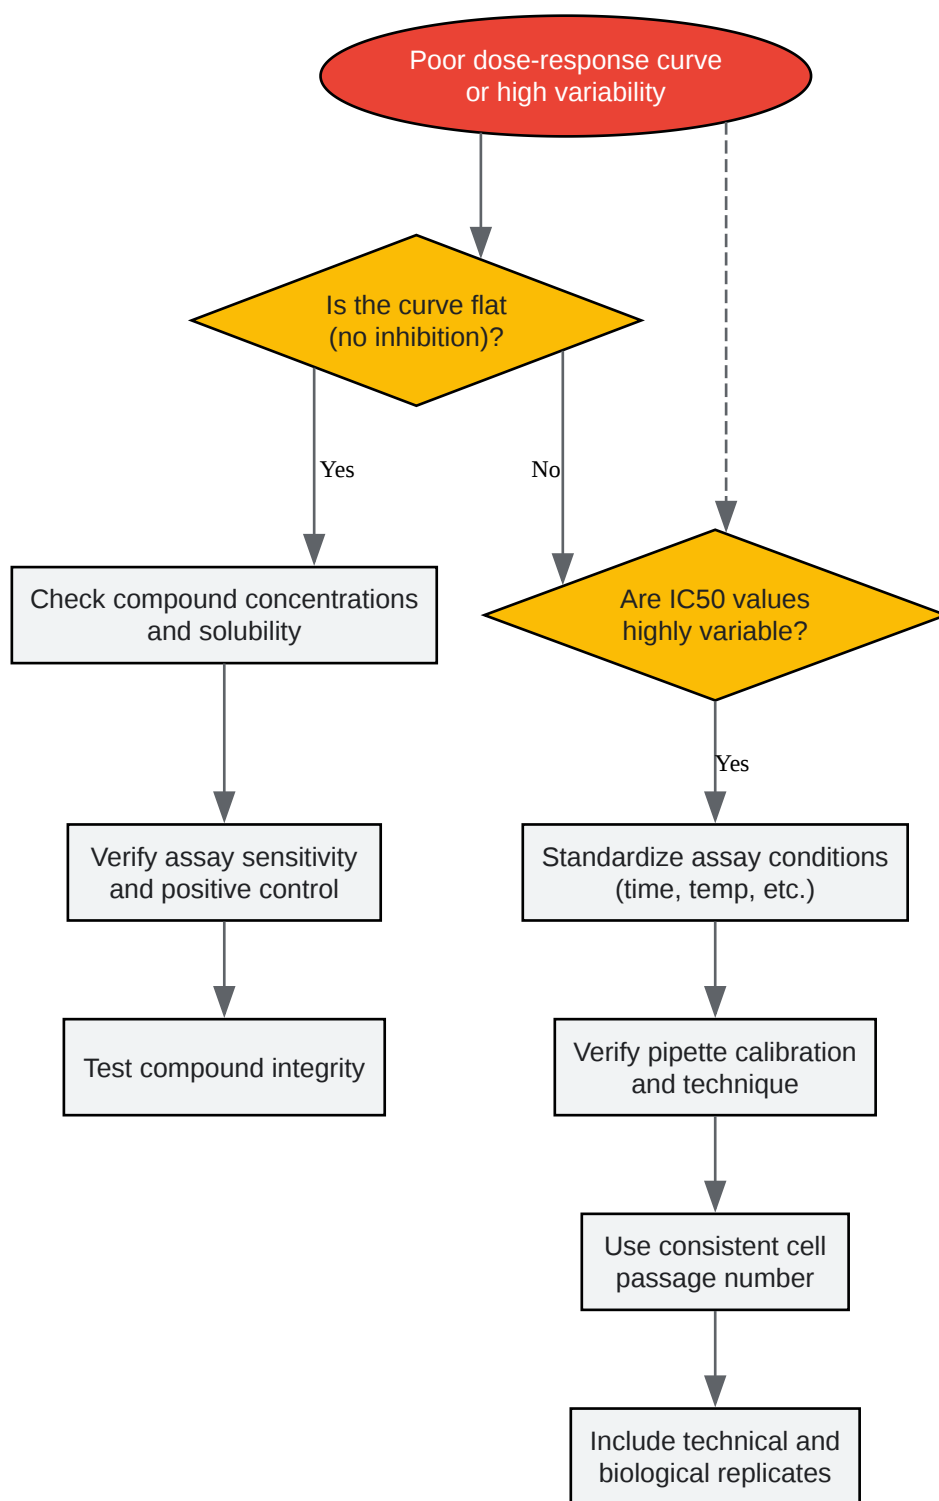 Poor dose-response curve
or high variability
Is the curve flat
(no inhibition)?
Yes
No
Check compound concentrations
and solubility
Are IC50 values
highly variable?
Yes
Verify assay sensitivity
and positive control
Standardize assay conditions
(time, temp, etc.)
Test compound integrity
Verify pipette calibration
and technique
Use consistent cell
passage number
Include technical and
biological replicates